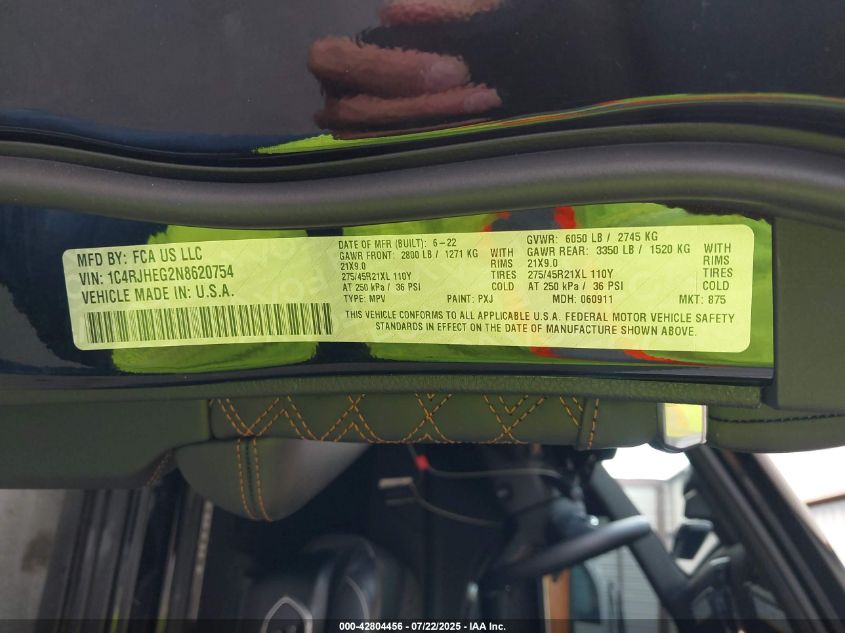 MFD BY: FCA US LLC
VIN: 1C4RJHEG2N8620754
VEHICLE MADE IN: U.S.A.
DATE OF MFR (BUILT): 6-22 GVWR: 6050 LB / 2745 KG
GAWR FRONT: 2800 LB / 1271 KG WITH GAWR REAR: 3350 LB / 1520 KG WITH
21X9.0 RIMS 21X9.0 RIMS
275/45R21XL 110Y TIRES 275/45R21XL 110Y TIRES
AT 250 kPa / 36 PSI COLD AT 250 kPa / 36 PSI COLD
TYPE: MPV PAINT: PXJ MDH: 060911 MKT: 875
THIS VEHICLE CONFORMS TO ALL APPLICABLE U.S.A. FEDERAL MOTOR VEHICLE SAFETY
STANDARDS IN EFFECT ON THE DATE OF MANUFACTURE SHOWN ABOVE.
000-42804456 - 07/22/2025 - IAA Inc.